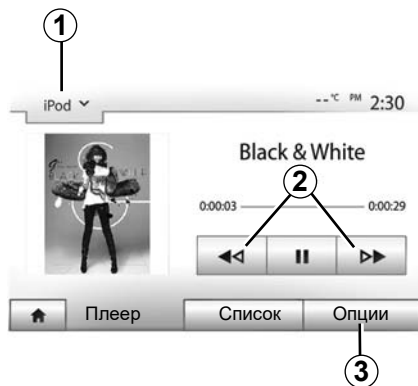 1
iPod
--°C PM 2:30
Black & White
2
0:00:03 0:00:29
Плеер Список Опции
3